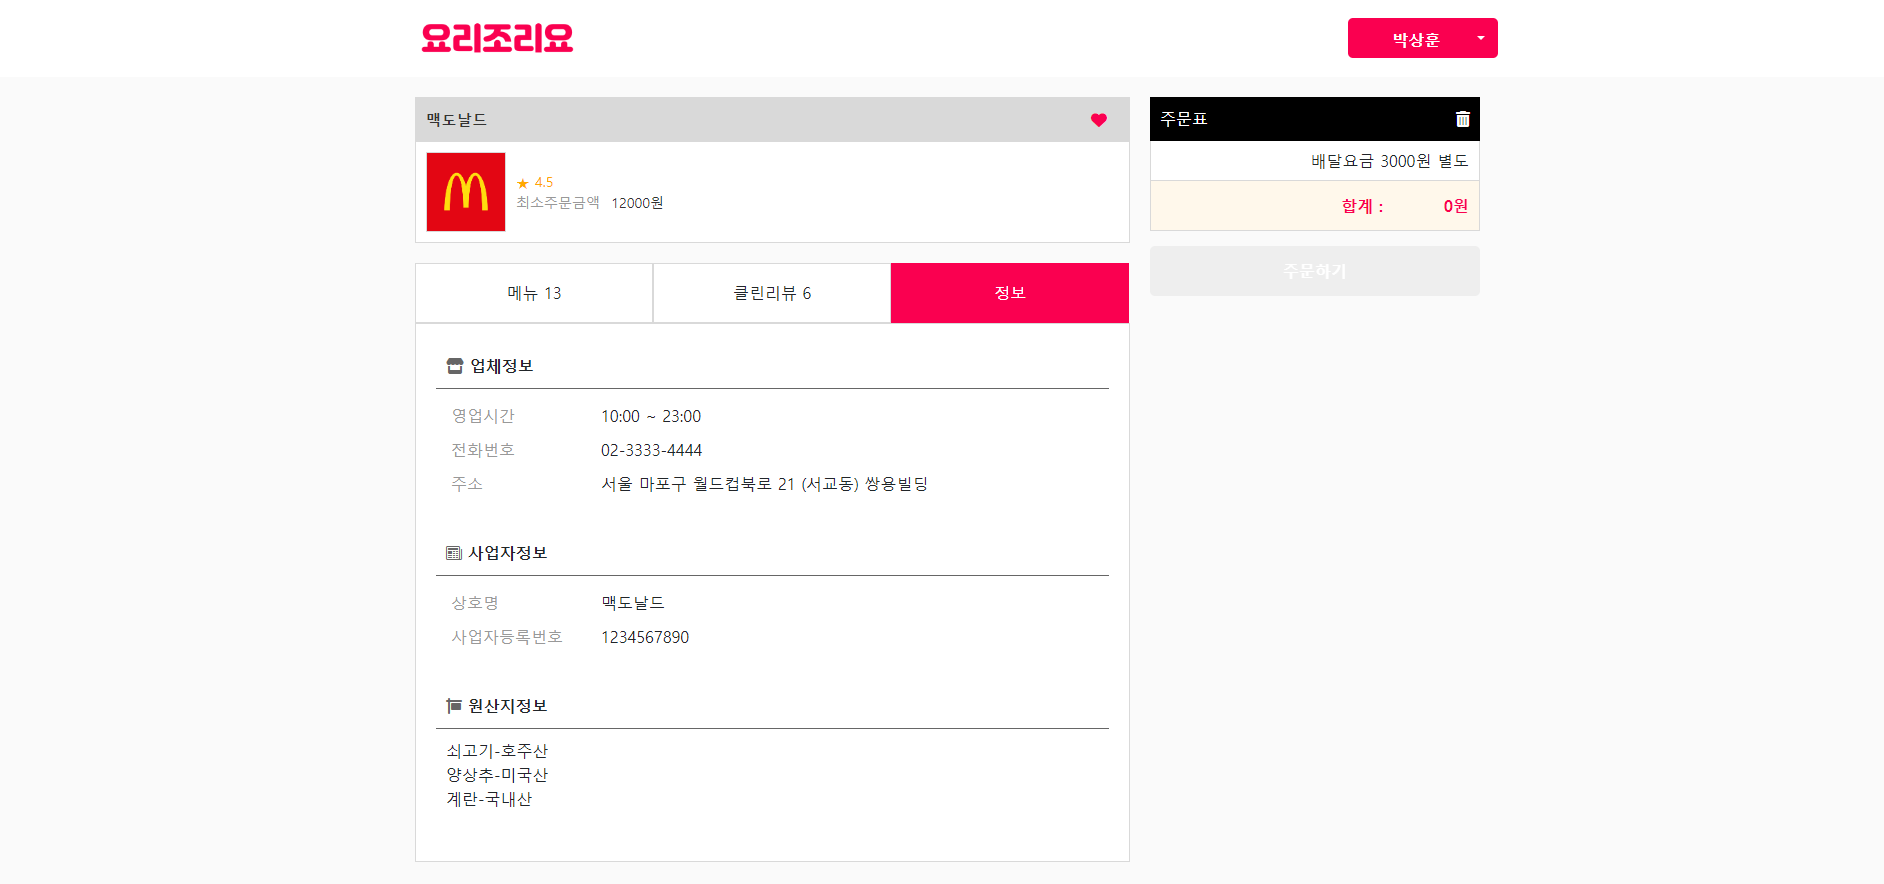 요리조리요
박상훈
맥도날드
★ 4.5
최소주문금액 12000원
메뉴 13
클린리뷰 6
정보
업체정보
영업시간 10:00 ~ 23:00
전화번호 02-3333-4444
주소 서울 마포구 월드컵북로 21 (서교동) 쌍용빌딩
사업자정보
상호명 맥도날드
사업자등록번호 1234567890
원산지정보
쇠고기-호주산
양상추-미국산
계란-국내산
주문표
배달요금 3000원 별도
합계 : 0원
주문하기